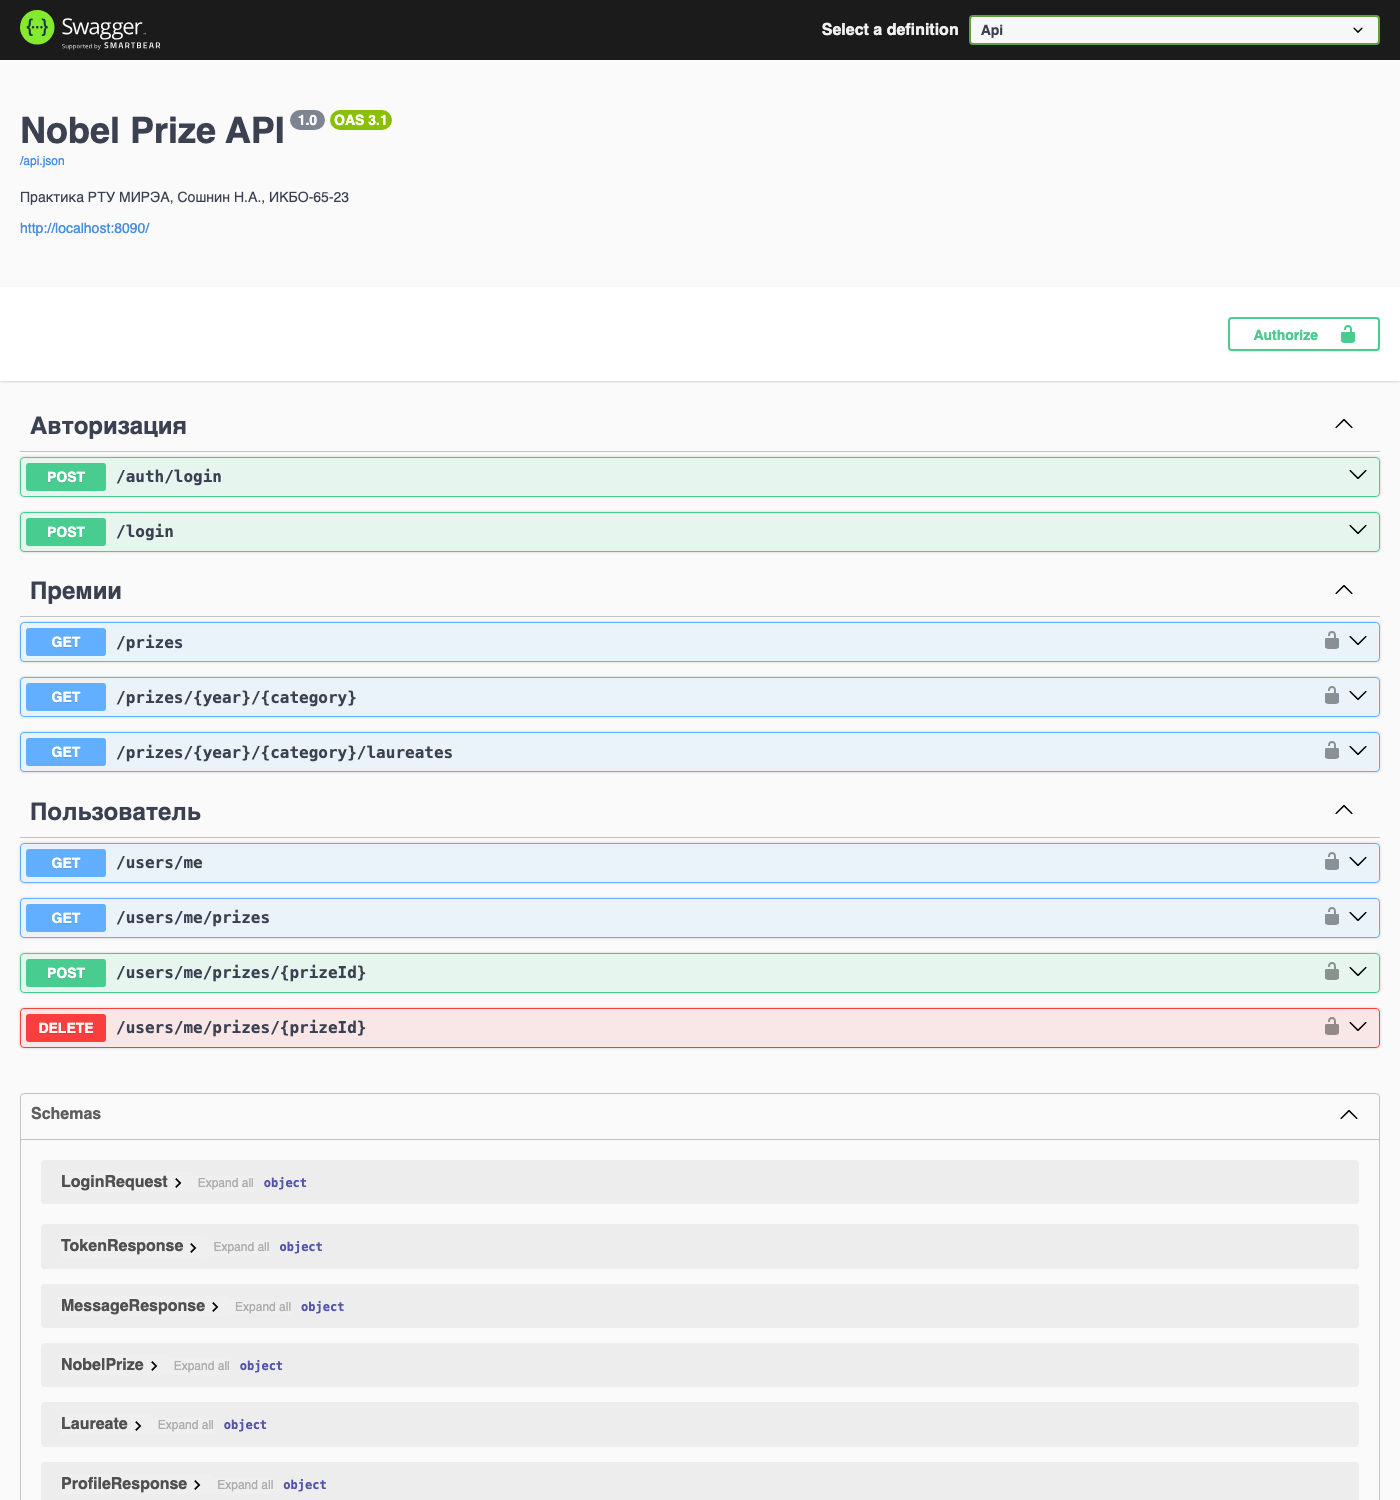 Swagger
Supported by SMARTBEAR
Select a definition
Api
Nobel Prize API 1.0 OAS 3.1
/api.json
Практика РТУ МИРЭА, Сошнин Н.А., ИКБО-65-23
http://localhost:8090/
Authorize
Авторизация
POST /auth/login
POST /login
Премии
GET /prizes
GET /prizes/{year}/{category}
GET /prizes/{year}/{category}/laureates
Пользователь
GET /users/me
GET /users/me/prizes
POST /users/me/prizes/{prizeId}
DELETE /users/me/prizes/{prizeId}
Schemas
LoginRequest Expand all object
TokenResponse Expand all object
MessageResponse Expand all object
NobelPrize Expand all object
Laureate Expand all object
ProfileResponse Expand all object